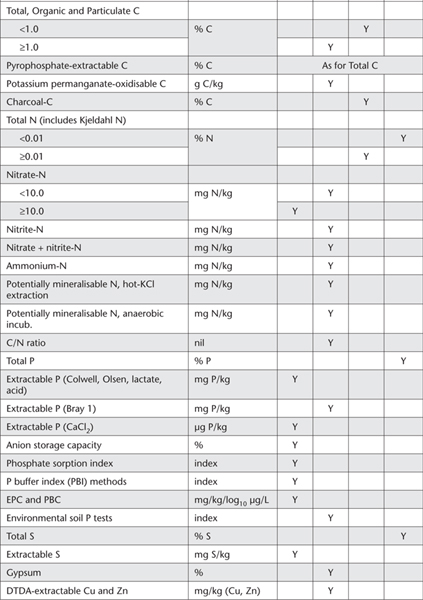 Total, Organic and Particulate C
<1.0 % C Y
≥1.0 Y
Pyrophosphate-extractable C % C As for Total C
Potassium permanganate-oxidisable C g C/kg Y
Charcoal-C % C Y
Total N (includes Kjeldahl N)
<0.01 % N Y
≥0.01 Y
Nitrate-N
<10.0 mg N/kg Y
≥10.0 Y
Nitrite-N mg N/kg Y
Nitrate + nitrite-N mg N/kg Y
Ammonium-N mg N/kg Y
Potentially mineralisable N, hot-KCl mg N/kg Y
extraction
Potentially mineralisable N, anaerobic mg N/kg Y
incub.
C/N ratio nil Y
Total P % P Y
Extractable P (Colwell, Olsen, lactate, mg P/kg Y
acid)
Extractable P (Bray 1) mg P/kg Y
Extractable P (CaCl₂) µg P/kg Y
Anion storage capacity % Y
Phosphate sorption index index Y
P buffer index (PBI) methods index Y
EPC and PBC mg/kg/log₁₀ µg/L Y
Environmental soil P tests index Y
Total S % S Y
Extractable S mg S/kg Y
Gypsum % Y
DTDA-extractable Cu and Zn mg/kg (Cu, Zn) Y